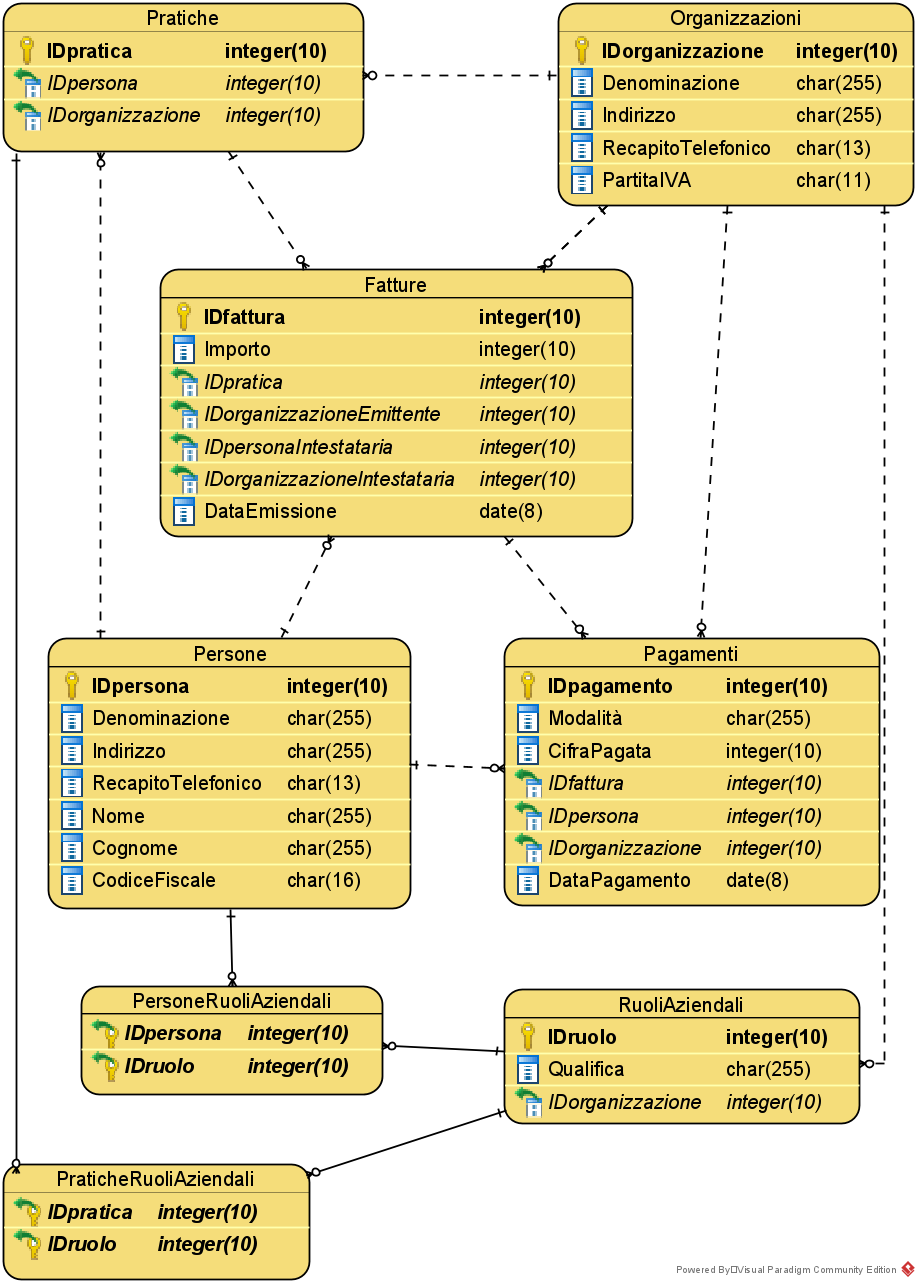 Pratiche
IDpratica integer(10)
IDpersona integer(10)
IDorganizzazione integer(10)
Organizzazioni
IDorganizzazione integer(10)
Denominazione char(255)
Indirizzo char(255)
RecapitoTelefonico char(13)
PartitaIVA char(11)
Fatture
IDfattura integer(10)
Importo integer(10)
IDpratica integer(10)
IDorganizzazioneEmittente integer(10)
IDpersonaIntestataria integer(10)
IDorganizzazioneIntestataria integer(10)
DataEmissione date(8)
Persone
IDpersona integer(10)
Denominazione char(255)
Indirizzo char(255)
RecapitoTelefonico char(13)
Nome char(255)
Cognome char(255)
CodiceFiscale char(16)
Pagamenti
IDpagamento integer(10)
Modalità char(255)
CifraPagata integer(10)
IDfattura integer(10)
IDpersona integer(10)
IDorganizzazione integer(10)
DataPagamento date(8)
PersoneRuoliAziendali
IDpersona integer(10)
IDruolo integer(10)
RuoliAziendali
IDruolo integer(10)
Qualifica char(255)
IDorganizzazione integer(10)
PraticheRuoliAziendali
IDpratica integer(10)
IDruolo integer(10)
Powered By□Visual Paradigm Community Edition